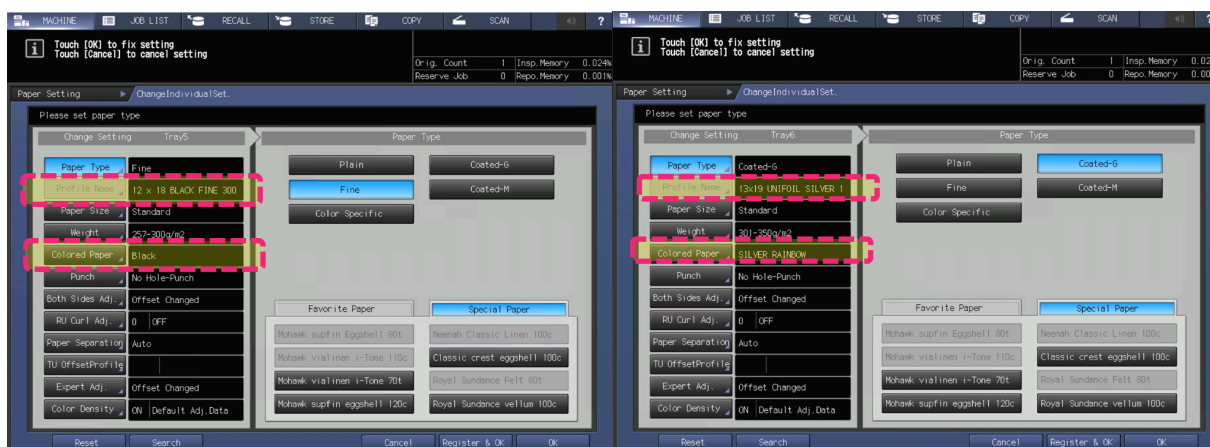 MACHINE JOB LIST RECALL STORE COPY SCAN ?
Touch [OK] to fix setting
Touch [Cancel] to cancel setting
Orig. Count 1 Insp.Memory 0.024%
Reserve Job 0 Repo.Memory 0.001%
Paper Setting ChangeIndividualSet.
Please set paper type
Change Setting Tray5 Paper Type
Paper Type Fine Plain Coated-G
Profile Name 12 x 18 BLACK FINE 300 Fine Coated-M
Paper Size Standard Color Specific
Weight 257-300g/m2
Colored Paper Black
Punch No Hole-Punch
Both Sides Adj. Offset Changed Favorite Paper Special Paper
RU Curl Adj. 0 OFF Mohawk supfin Eggshell 80t Neenah Classic Linen 100c
Paper Separation Auto Mohawk vialinen i-Tone 110c Classic crest eggshell 100c
TU OffsetProfile
Expert Adj. Offset Changed Mohawk vialinen i-Tone 70t Royal Sundance Felt 80t
Color Density ON Default Adj.Data Mohawk supfin eggshell 120c Royal Sundance vellum 100c
Reset Search Cancel Register & OK OK
MACHINE JOB LIST RECALL STORE COPY SCAN ?
Touch [OK] to fix setting
Touch [Cancel] to cancel setting
Orig. Count 1 Insp.Memory 0.02
Reserve Job 0 Repo.Memory 0.00
Paper Setting ChangeIndividualSet.
Please set paper type
Change Setting Tray6 Paper Type
Paper Type Coated-G Plain Coated-G
Profile Name 13x19 UNIFOIL SILVER 1 Fine Coated-M
Paper Size Standard Color Specific
Weight 301-350g/m2
Colored Paper SILVER RAINBOW
Punch No Hole-Punch
Both Sides Adj. Offset Changed Favorite Paper Special Paper
RU Curl Adj. 0 OFF Mohawk supfin Eggshell 80t Neenah Classic Linen 100c
Paper Separation Auto Mohawk vialinen i-Tone 110c Classic crest eggshell 100c
TU OffsetProfile
Expert Adj. Offset Changed Mohawk vialinen i-Tone 70t Royal Sundance Felt 80t
Color Density ON Default Adj.Data Mohawk supfin eggshell 120c Royal Sundance vellum 100c
Reset Search Cancel Register & OK OK